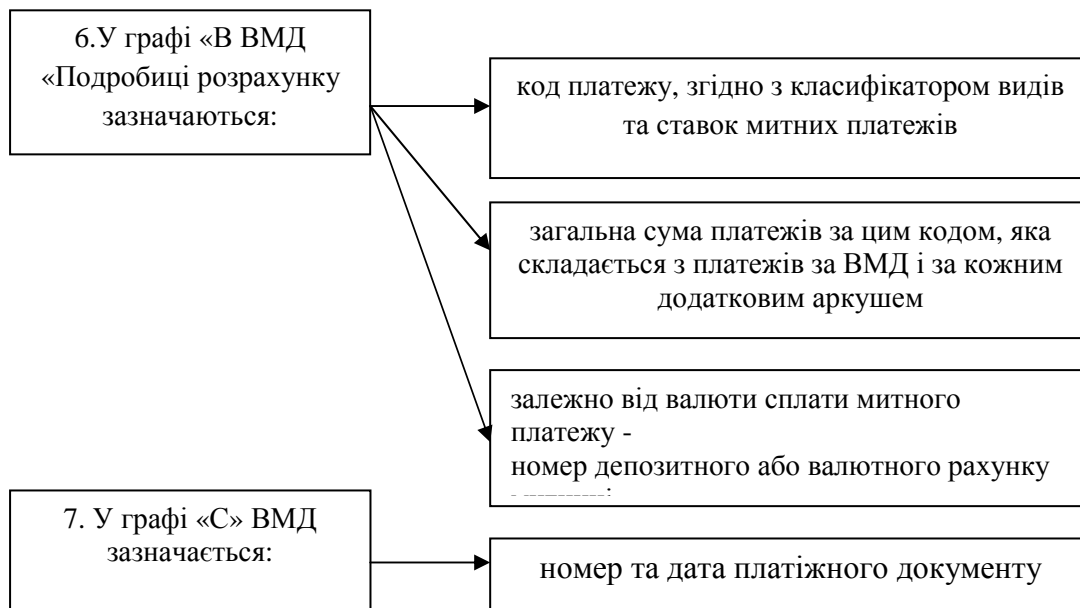 6.У графі «В ВМД
«Подробиці розрахунку
зазначаються:
код платежу, згідно з класифікатором видів
та ставок митних платежів
загальна сума платежів за цим кодом, яка
складається з платежів за ВМД і за кожним
додатковим аркушем
залежно від валюти сплати митного
платежу -
номер депозитного або валютного рахунку
7. У графі «С» ВМД
зазначається:
номер та дата платіжного документу